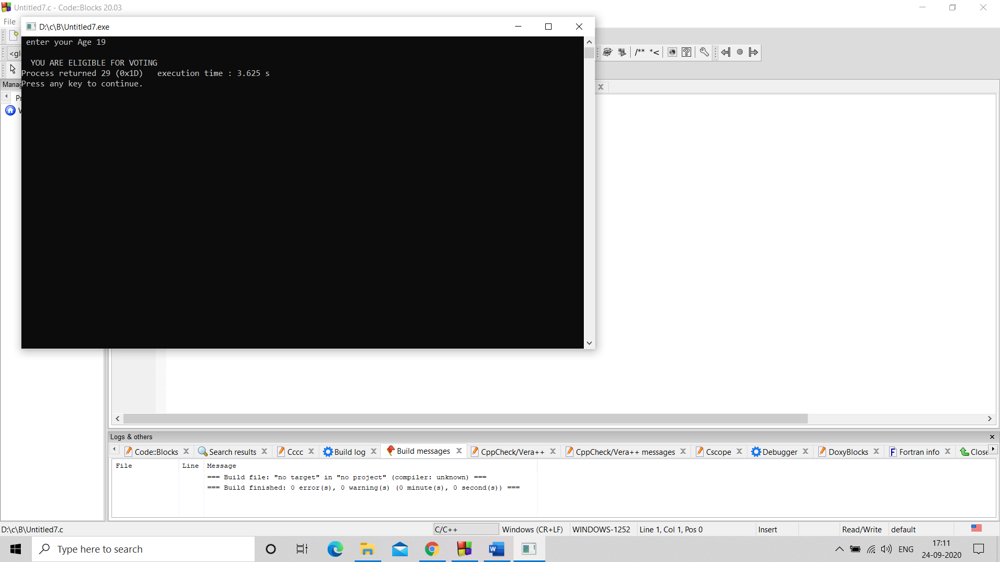 Untitled7.c - Code::Blocks 20.03
File
D:\c\B\Untitled7.exe
enter your Age 19
YOU ARE ELIGIBLE FOR VOTING
Process returned 29 (0x1D)   execution time : 3.625 s
Press any key to continue.
<gl
/** *<
Manag
Pr
Logs & others
Code::Blocks
Search results
Cccc
Build log
Build messages
CppCheck/Vera++
CppCheck/Vera++ messages
Cscope
Debugger
DoxyBlocks
Fortran info
Close
File Line Message
=== Build file: "no target" in "no project" (compiler: unknown) ===
=== Build finished: 0 error(s), 0 warning(s) (0 minute(s), 0 second(s)) ===
D:\c\B\Untitled7.c C/C++ Windows (CR+LF) WINDOWS-1252 Line 1, Col 1, Pos 0 Insert Read/Write default
Type here to search
ENG
17:11
24-09-2020